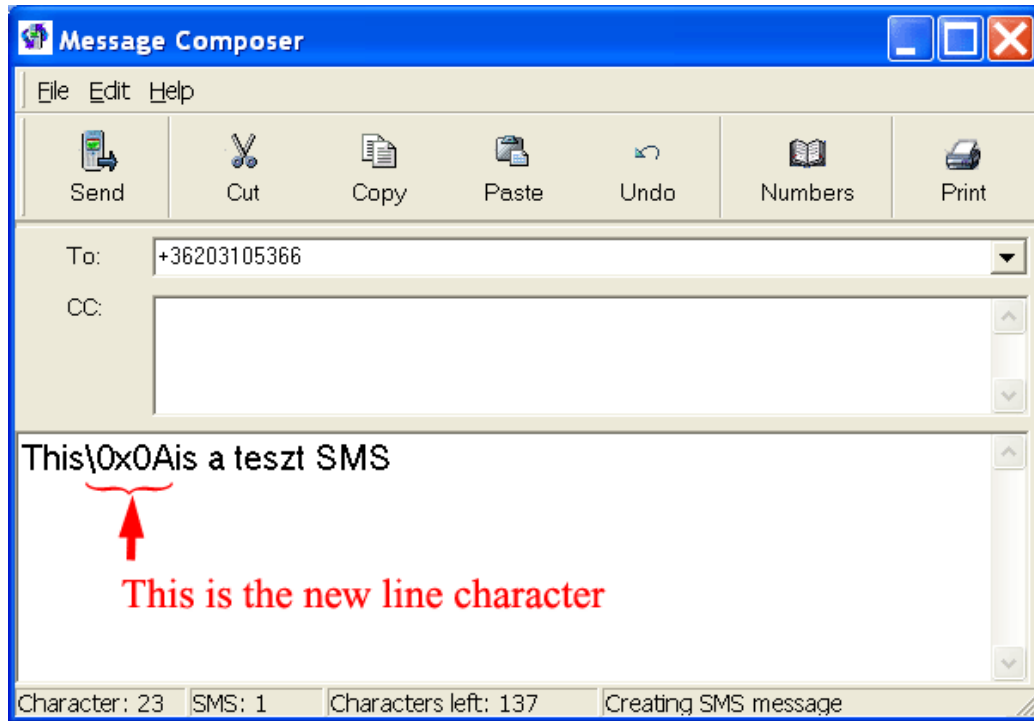 Message Composer
File Edit Help
Send Cut Copy Paste Undo Numbers Print
To: +36203105366
CC:
This\0x0Ais a teszt SMS
This is the new line character
Character: 23 SMS: 1 Characters left: 137 Creating SMS message